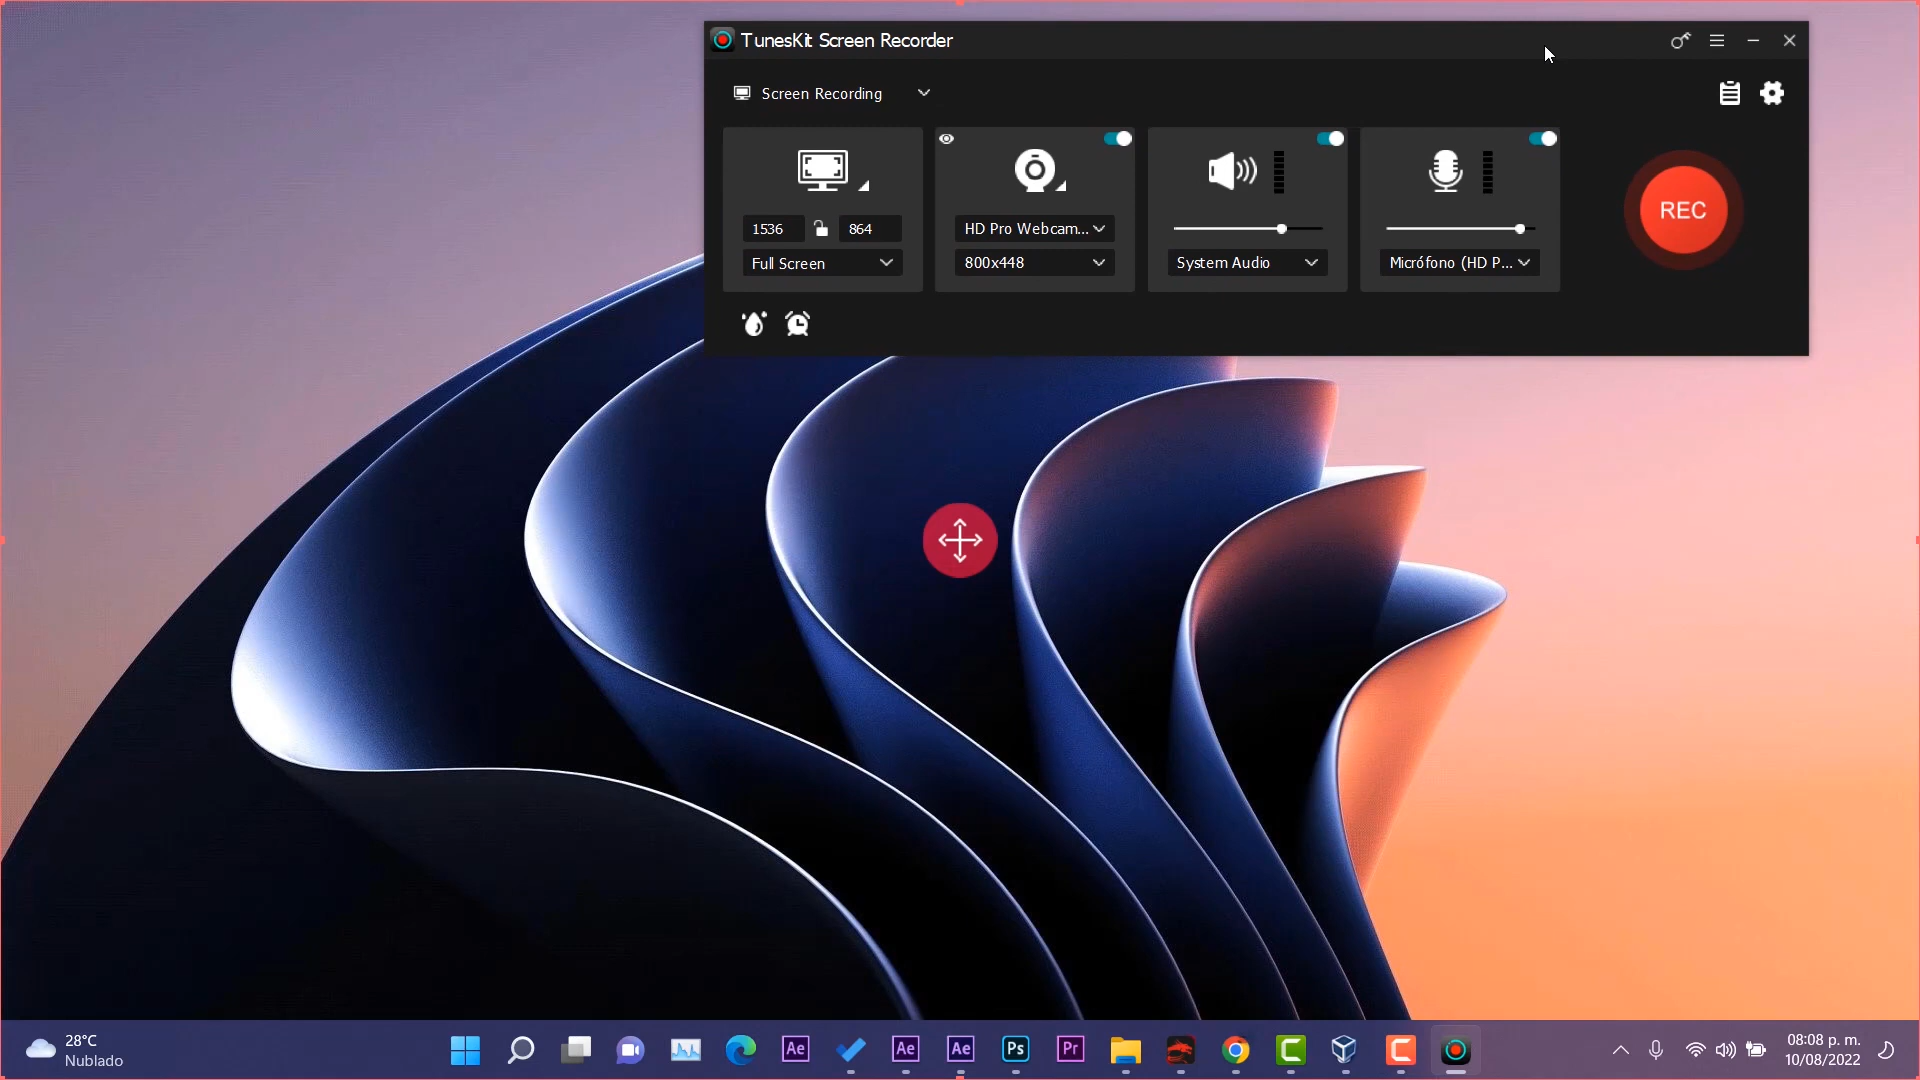 TunesKit Screen Recorder
Screen Recording
1536
864
Full Screen
HD Pro Webcam...
800x448
System Audio
Micrófono (HD P...
REC
28°C
Nublado
Ae
Ae
Ae
Ps
Pr
08:08 p. m.
10/08/2022